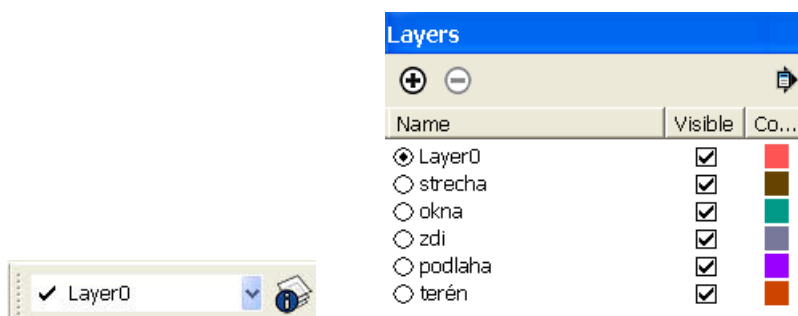 Layers
Name Visible Co...
Layer0
strecha
okna
zdi
podlaha
terén
Layer0